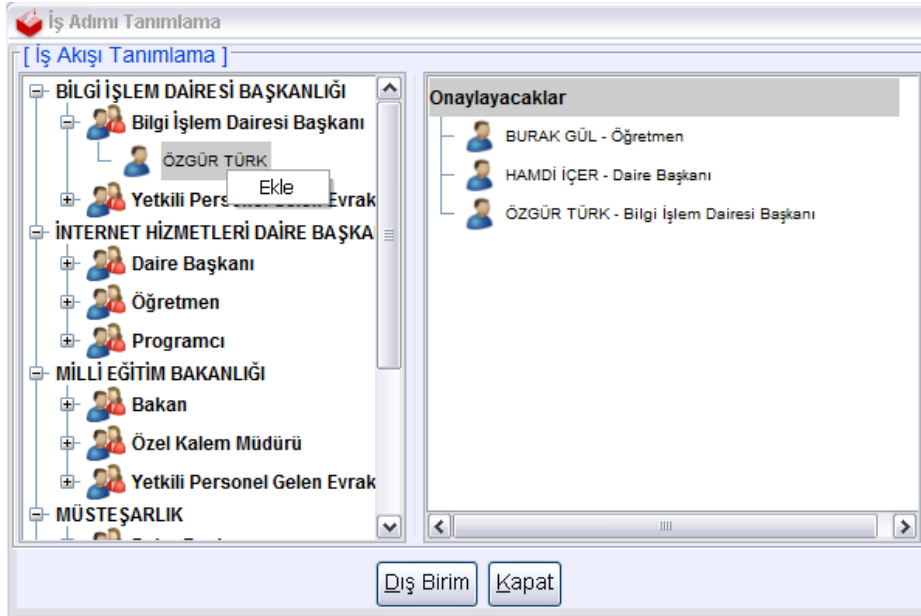 İş Adımı Tanımlama
[ İş Akışı Tanımlama ]
BİLGİ İŞLEM DAİRESİ BAŞKANLIĞI
Bilgi İşlem Dairesi Başkanı
ÖZGÜR TÜRK
Ekle
Yetkili Personel Gelen Evrak
İNTERNET HİZMETLERİ DAİRE BAŞKA
Daire Başkanı
Öğretmen
Programcı
MİLLİ EĞİTİM BAKANLIĞI
Bakan
Özel Kalem Müdürü
Yetkili Personel Gelen Evrak
MÜSTEŞARLIK
Onaylayacaklar
BURAK GÜL - Öğretmen
HAMDİ İÇER - Daire Başkanı
ÖZGÜR TÜRK - Bilgi İşlem Dairesi Başkanı
Dış Birim
Kapat